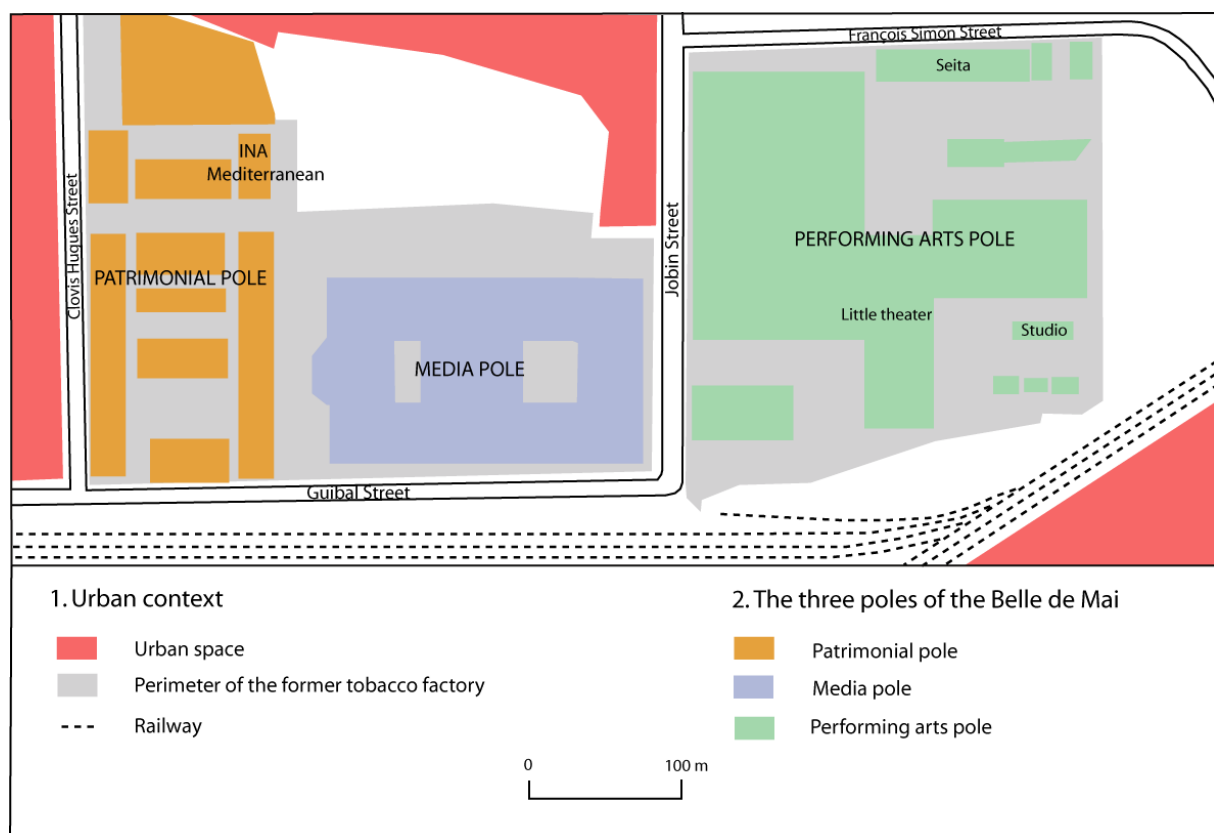 François Simon Street
Seita
INA
Mediterranean
Clovis Hugues Street
PERFORMING ARTS POLE
Jobin Street
PATRIMONIAL POLE
Little theater
Studio
MEDIA POLE
Guibal Street
1. Urban context
Urban space
Perimeter of the former tobacco factory
Railway
2. The three poles of the Belle de Mai
Patrimonial pole
Media pole
Performing arts pole
0 100 m